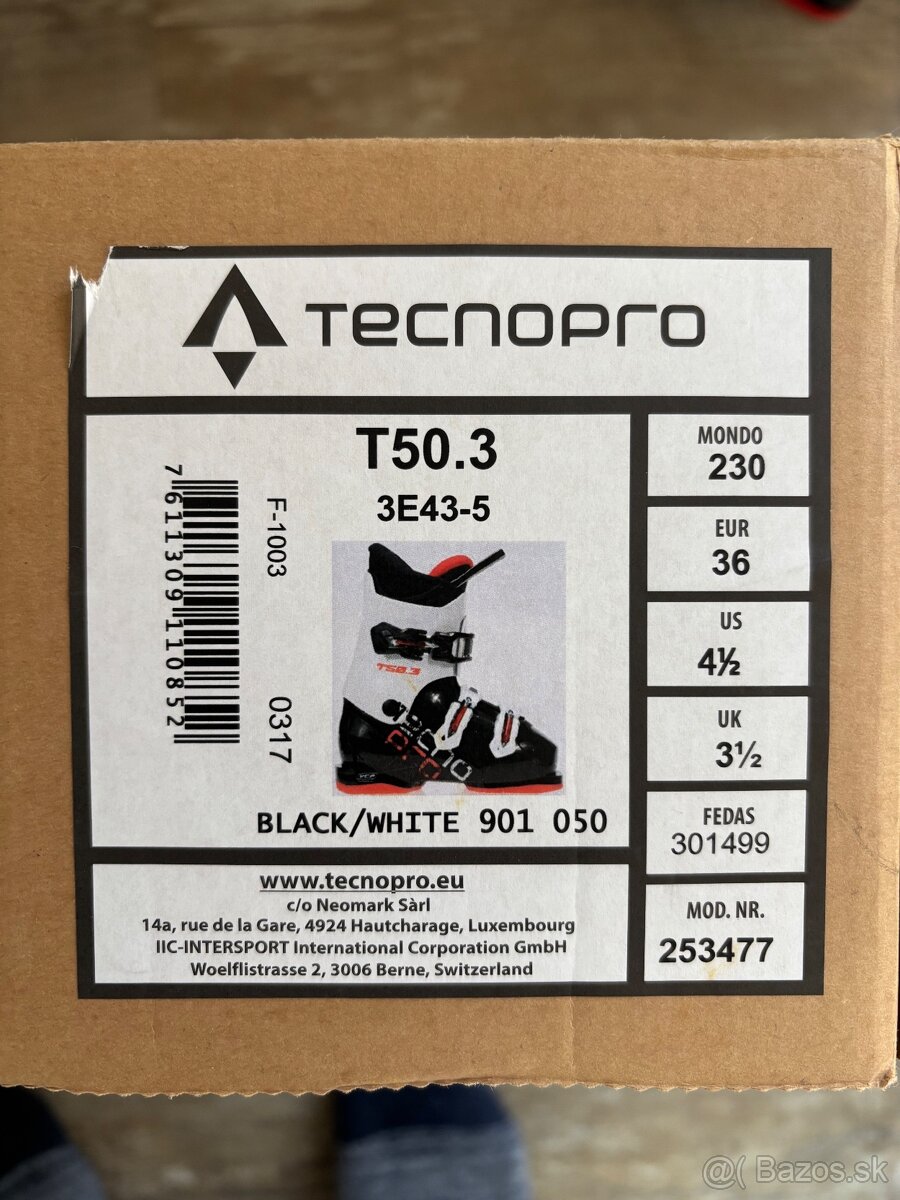 TECNOPRO
T50.3
3E43-5
7611309110852
F-1003
0317
T50.3
BLACK/WHITE 901 050
MONDO
230
EUR
36
US
4½
UK
3½
FEDAS
301499
MOD. NR.
253477
www.tecnopro.eu
c/o Neomark Sàrl
14a, rue de la Gare, 4924 Hautcharage, Luxembourg
IIC-INTERSPORT International Corporation GmbH
Woelflistrasse 2, 3006 Berne, Switzerland
@( Bazos.sk